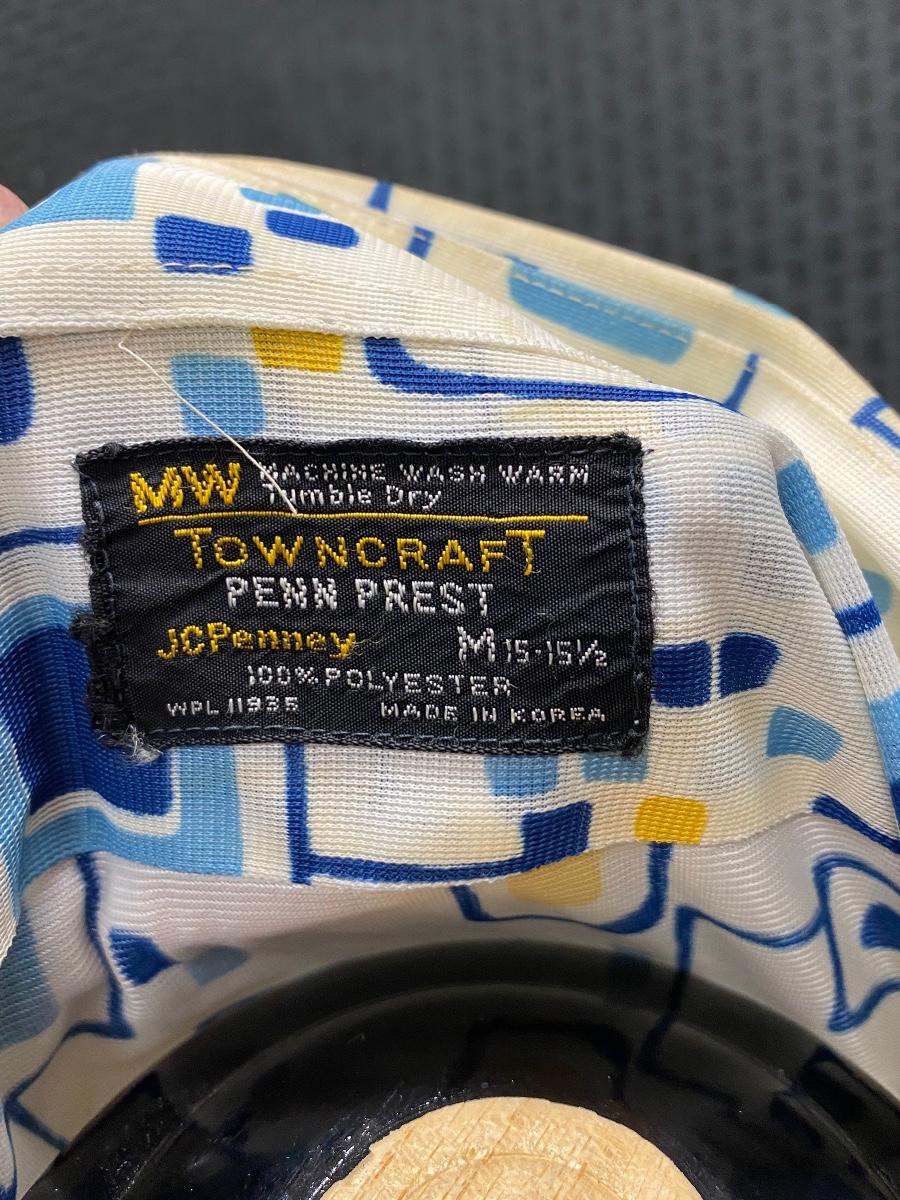 MW MACHINE WASH WARM
Tumble Dry
TOWNCRAFT
PENN PREST
JCPenney M 15-15½
100% POLYESTER
WPL 11935 MADE IN KOREA